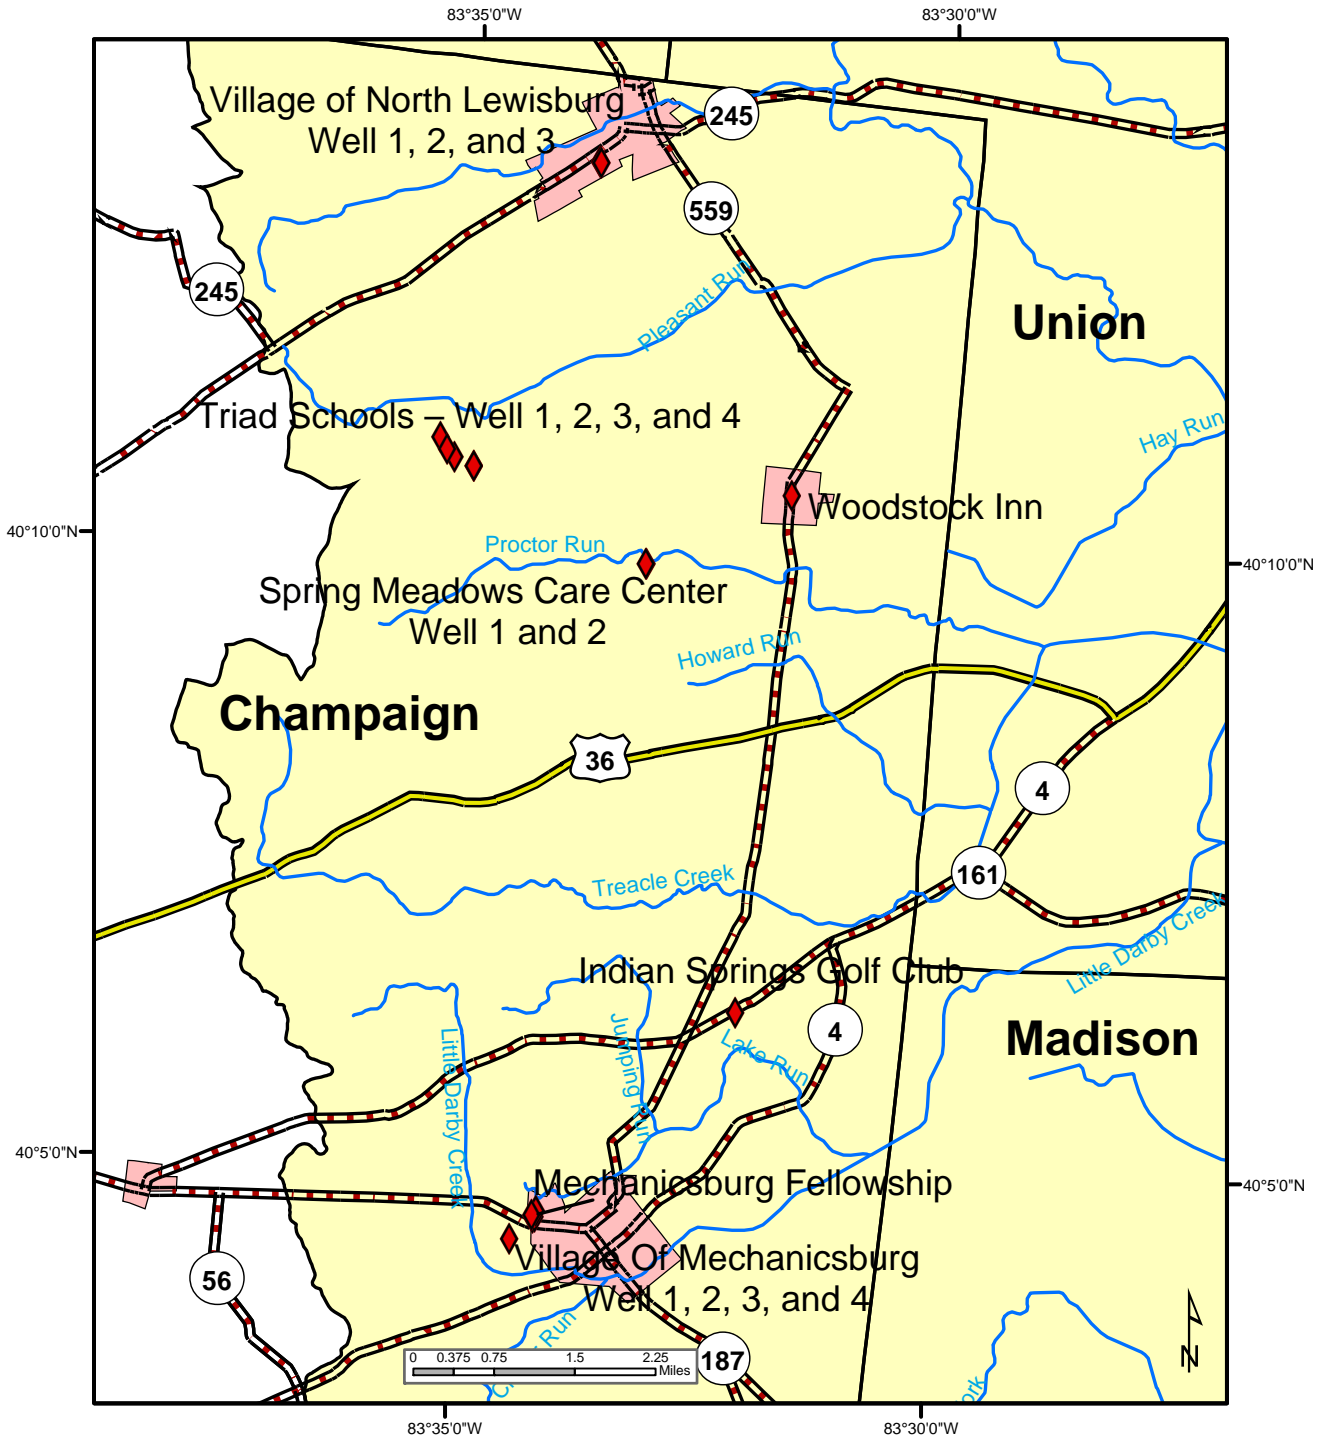 83°35'0"W
83°30'0"W
Village of North Lewisburg
Well 1, 2, and 3
245
559
245
Pleasant Run
Union
Triad Schools – Well 1, 2, 3, and 4
Hay Run
Woodstock Inn
40°10'0"N
Proctor Run
40°10'0"N
Spring Meadows Care Center
Well 1 and 2
Howard Run
Champaign
36
4
161
Treacle Creek
Little Darby Creek
Indian Springs Golf Club
Jumping Run
Little Darby Creek
Lake Run
4
Madison
40°5'0"N
Mechanicsburg Fellowship
40°5'0"N
Village Of Mechanicsburg
Well 1, 2, 3, and 4
56
Run
187
0 0.375 0.75 1.5 2.25
Miles
N
83°35'0"W
83°30'0"W